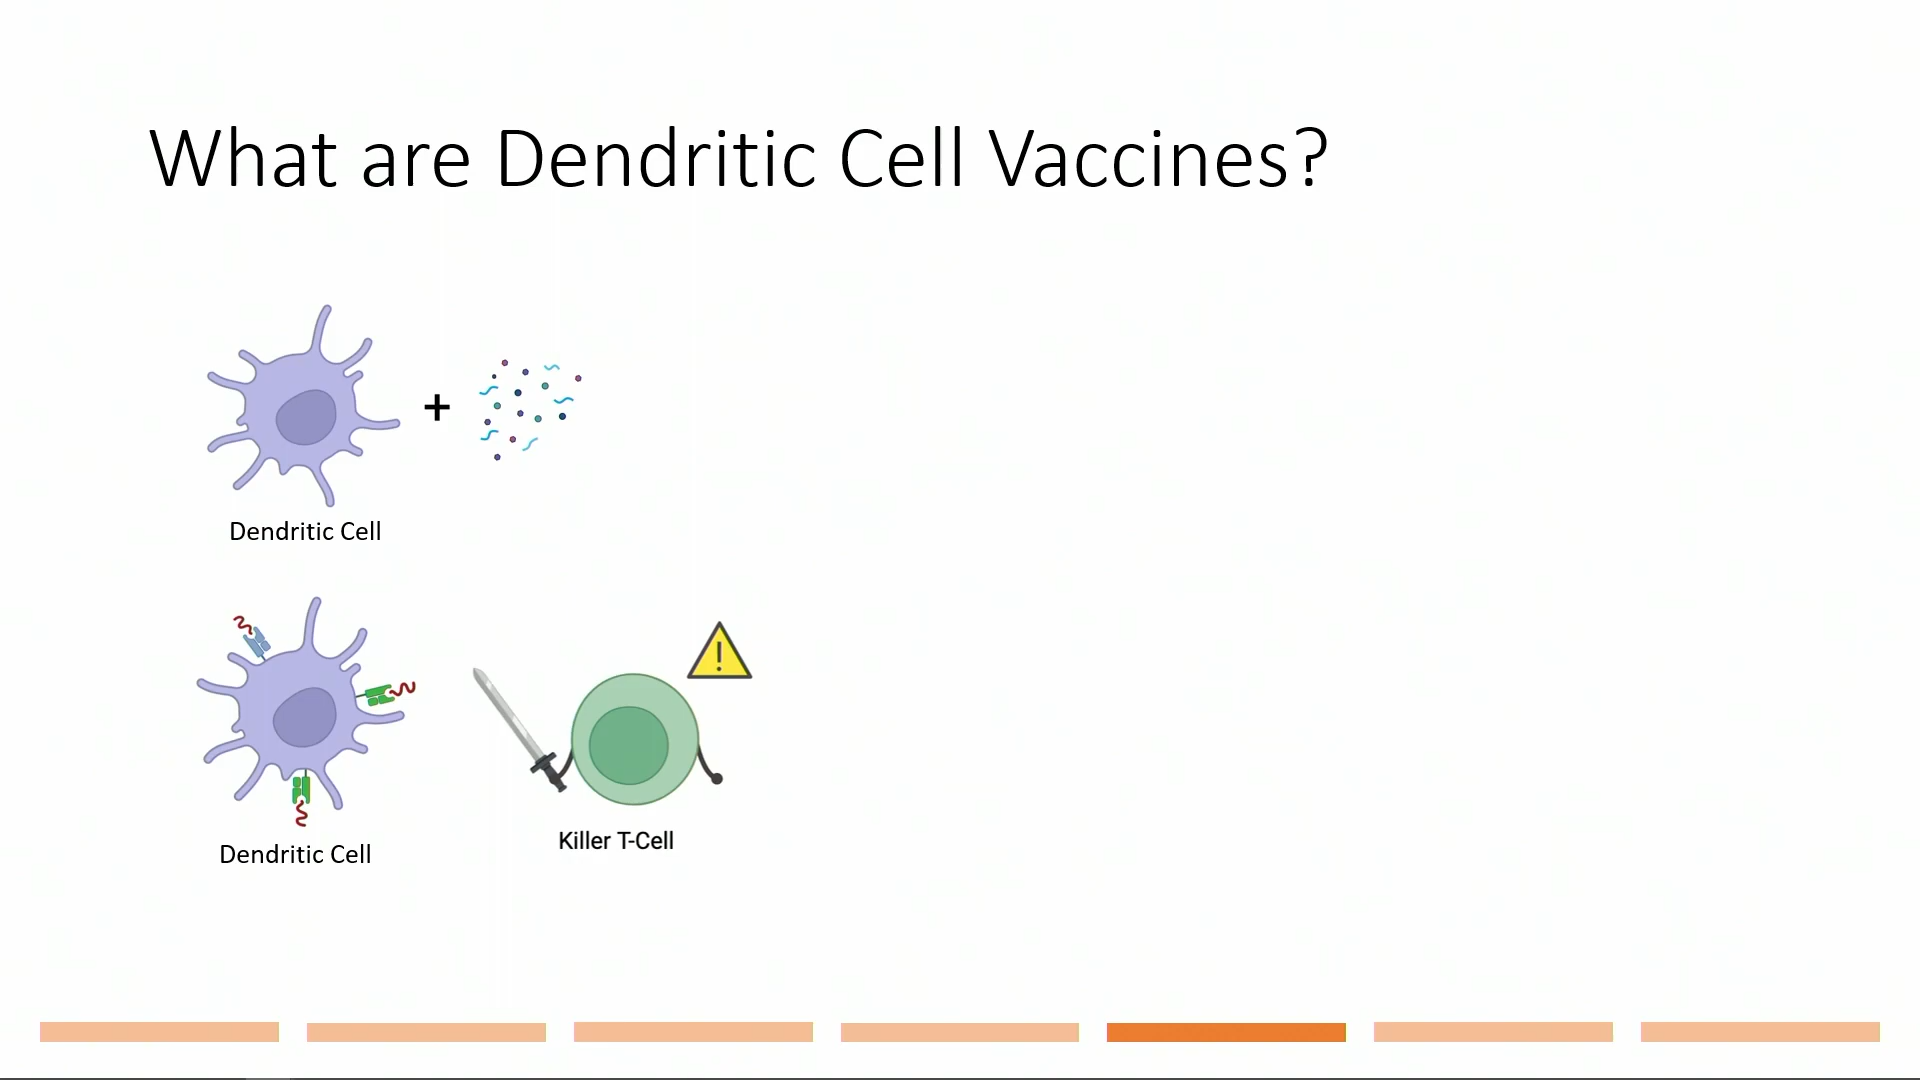 What are Dendritic Cell Vaccines?
+
Dendritic Cell
!
Killer T-Cell
Dendritic Cell